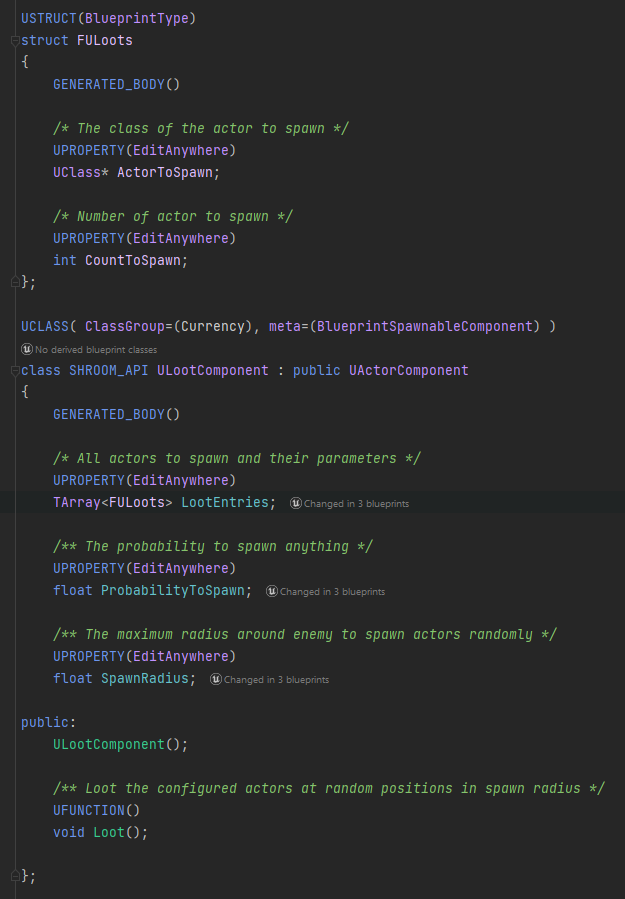 USTRUCT(BlueprintType)
struct FULoots
{
GENERATED_BODY()
/* The class of the actor to spawn */
UPROPERTY(EditAnywhere)
UClass* ActorToSpawn;
/* Number of actor to spawn */
UPROPERTY(EditAnywhere)
int CountToSpawn;
};
UCLASS( ClassGroup=(Currency), meta=(BlueprintSpawnableComponent) )
No derived blueprint classes
class SHROOM_API ULootComponent : public UActorComponent
{
GENERATED_BODY()
/* All actors to spawn and their parameters */
UPROPERTY(EditAnywhere)
TArray<FULoots> LootEntries; Changed in 3 blueprints
/** The probability to spawn anything */
UPROPERTY(EditAnywhere)
float ProbabilityToSpawn; Changed in 3 blueprints
/** The maximum radius around enemy to spawn actors randomly */
UPROPERTY(EditAnywhere)
float SpawnRadius; Changed in 3 blueprints
public:
ULootComponent();
/** Loot the configured actors at random positions in spawn radius */
UFUNCTION()
void Loot();
};